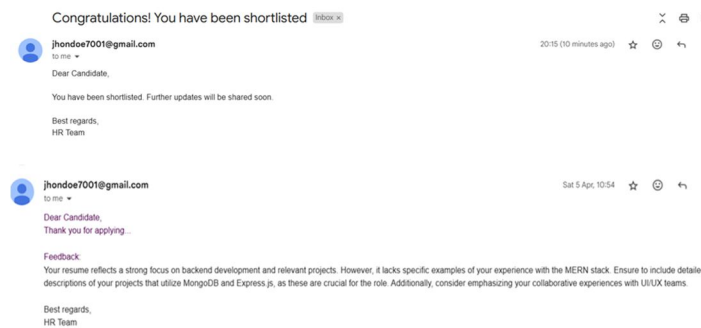 Congratulations! You have been shortlisted Inbox x
jhondoe7001@gmail.com 20:15 (10 minutes ago)
to me
Dear Candidate,
You have been shortlisted. Further updates will be shared soon.
Best regards,
HR Team
jhondoe7001@gmail.com Sat 5 Apr, 10:54
to me
Dear Candidate,
Thank you for applying...
Feedback:
Your resume reflects a strong focus on backend development and relevant projects. However, it lacks specific examples of your experience with the MERN stack. Ensure to include detaile
descriptions of your projects that utilize MongoDB and Express.js, as these are crucial for the role. Additionally, consider emphasizing your collaborative experiences with UI/UX teams.
Best regards,
HR Team